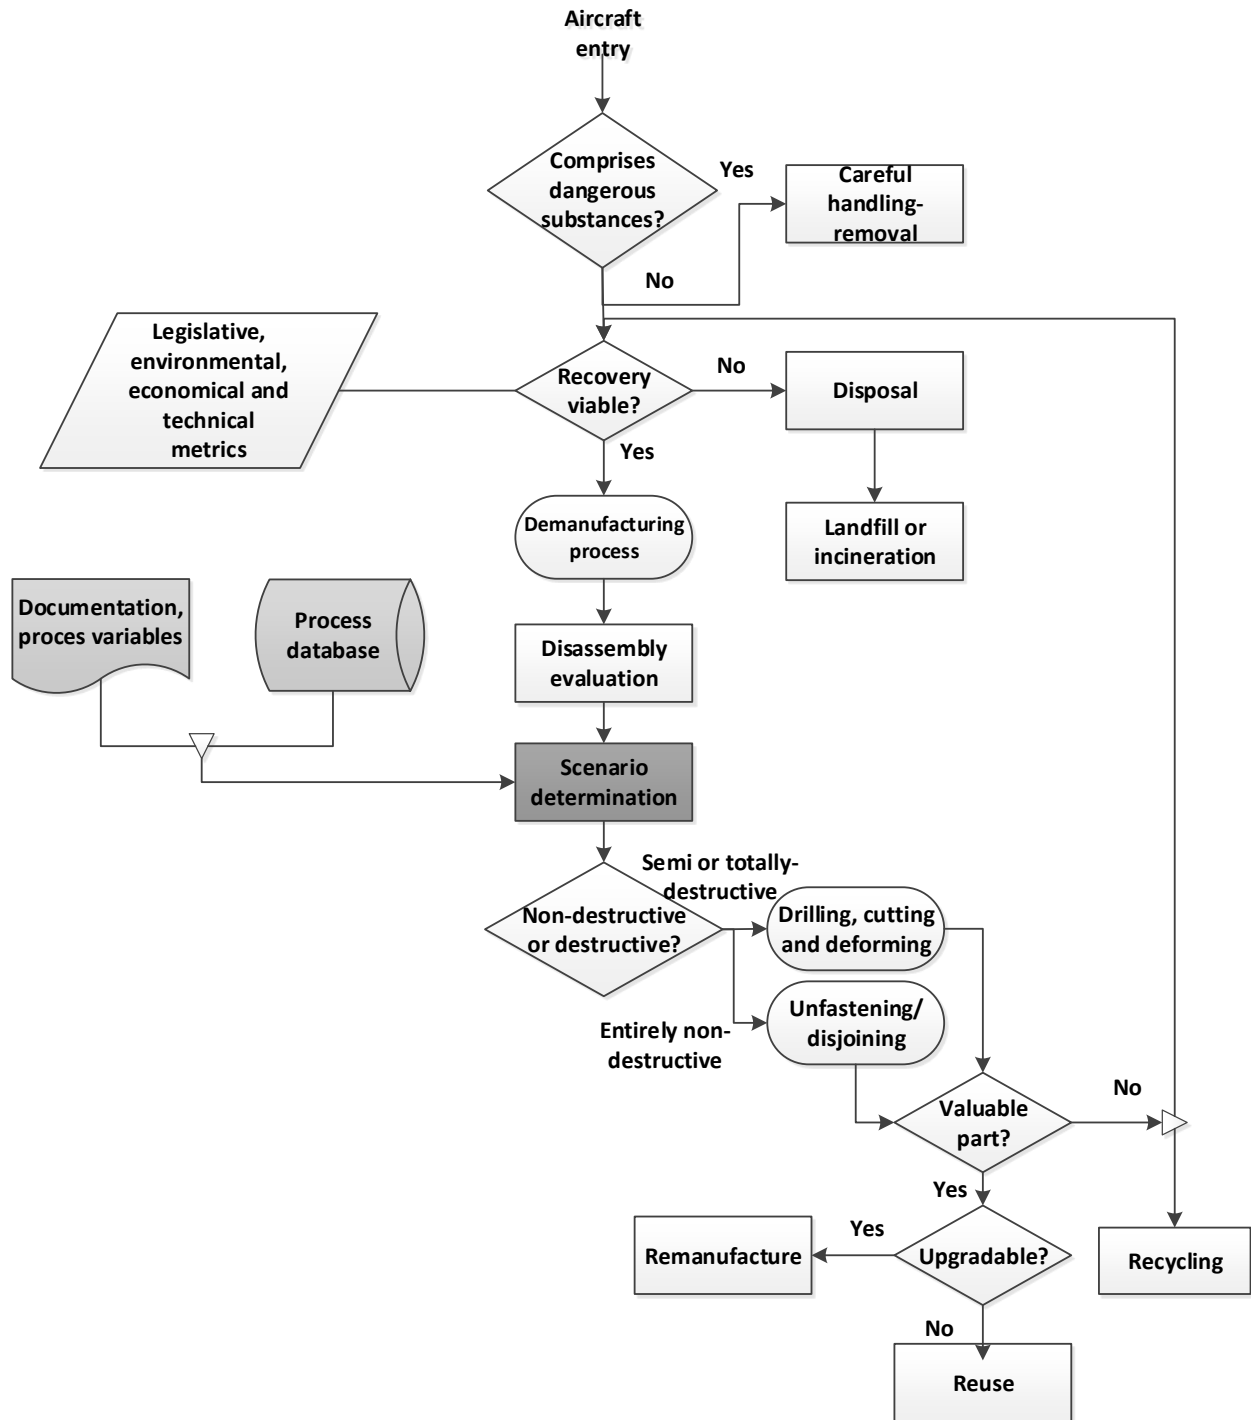 Aircraft
entry
Comprises
dangerous
substances?
Yes
Careful
handling-
removal
No
Legislative,
environmental,
economical and
technical
metrics
Recovery
viable?
No
Disposal
Yes
Demanufacturing
process
Landfill or
incineration
Documentation,
proces variables
Process
database
Disassembly
evaluation
Scenario
determination
Semi or totally-
destructive
Non-destructive
or destructive?
Drilling, cutting
and deforming
Entirely non-
destructive
Unfastening/
disjoining
Valuable
part?
No
Yes
Upgradable?
Yes
Remanufacture
Recycling
No
Reuse